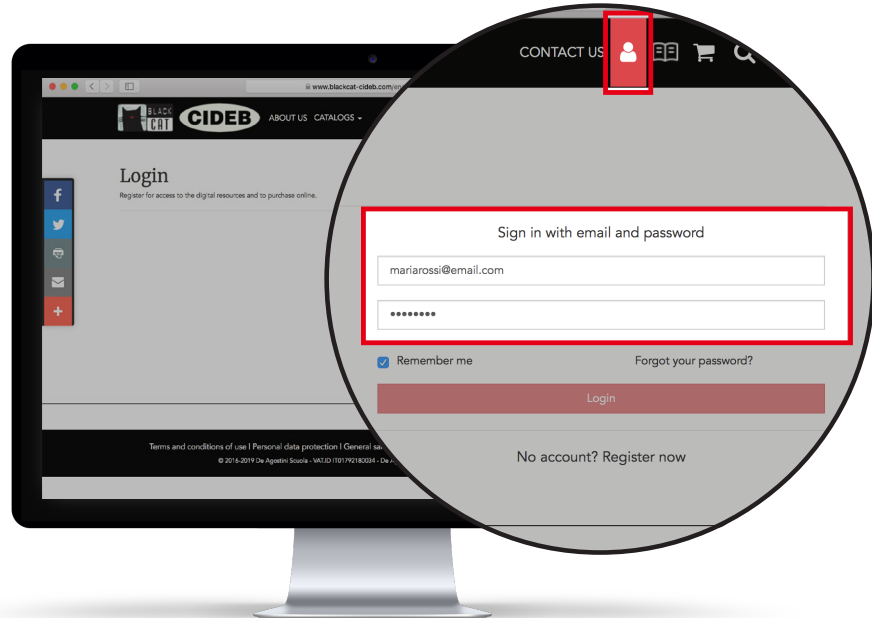 CONTACT US
www.blackcat-cideb.com/en
BLACK
CAT
CIDEB
ABOUT US CATALOGS
Login
Register for access to the digital resources and to purchase online.
Sign in with email and password
mariarossi@email.com
••••••••
Remember me
Forgot your password?
Login
No account? Register now
Terms and conditions of use | Personal data protection | General
© 2016-2019 De Agostini Scuola - VAT.ID IT01792180034 - De